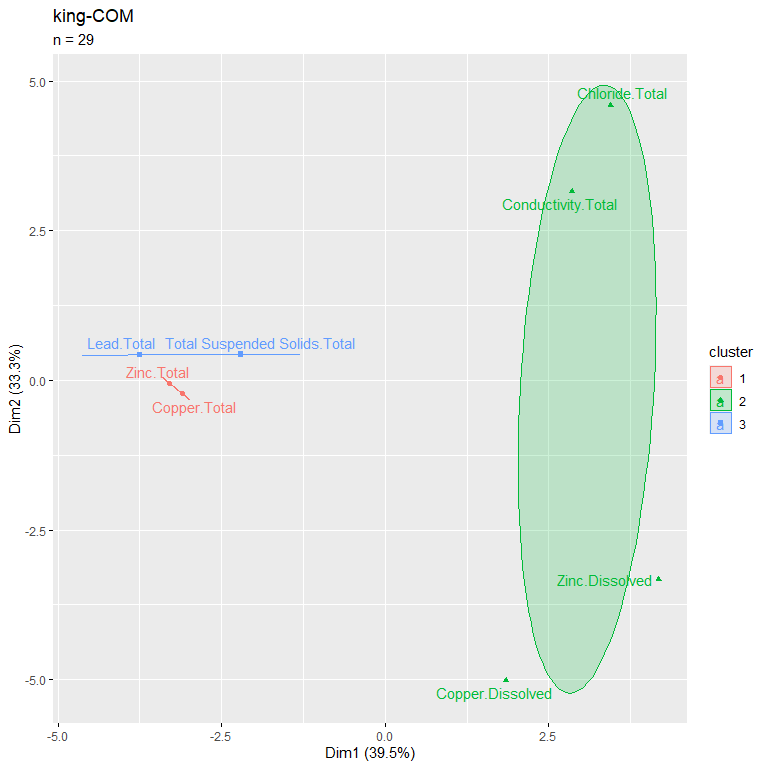 king-COM
n = 29
5.0
2.5
0.0
-2.5
-5.0
Dim2 (33.3%)
Chloride.Total
Conductivity.Total
Lead.Total
Total Suspended Solids.Total
Zinc.Total
Copper.Total
Zinc.Dissolved
Copper.Dissolved
-5.0
-2.5
0.0
2.5
Dim1 (39.5%)
cluster
a 1
a 2
a 3